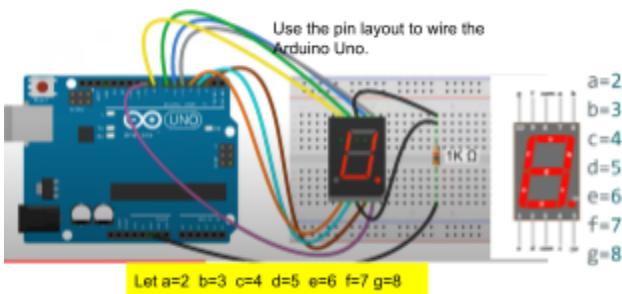 Use the pin layout to wire the
Arduino Uno.
UNO
1K Ω
a=2
b=3
c=4
d=5
e=6
f=7
g=8
Let a=2 b=3 c=4 d=5 e=6 f=7 g=8